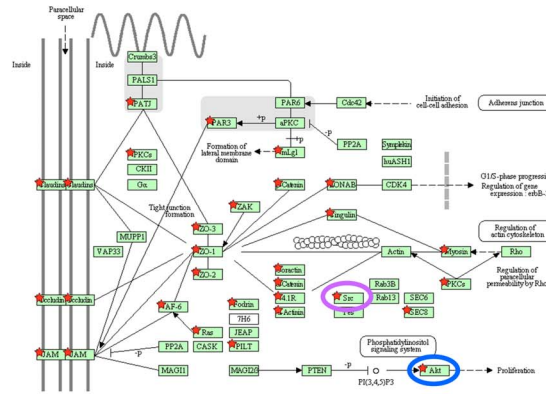 Paracellular
space
Inside
Inside
Crumbs3
PALS1
PATJ
PAR6
Cdc42
Initiation of
cell-cell adhesion
Adherens junction
PAR3
+p
aPKC
-p
+p
PP2A
Symplekin
huASH1
Formation of
lateral membrane
domain
mLgl
PKCs
CKII
Gα
Claudins
Claudins
Catenin
ZONAB
CDK4
G1/S-phase progressio
Regulation of gene
expression : erbB-
Tight junction
formation
ZAK
Cingulin
MUPP1
VAP33
ZO-3
ZO-1
ZO-2
Actin
Myosin
Rho
Regulation of
actin cytoskeleton
Cortactin
Catenin
4.1R
Actinin
Rab3B
Rab13
Src
Yes
SEC6
SEC8
PKCs
Regulation of
paracellular
permeability by Rho
Occludin
Occludin
AF-6
Fodrin
7H6
JEAP
PILT
Ras
CASK
PP2A
-p
JAM
JAM
MAGI1
PTEN
-p
PI(3,4,5)P3
Phosphatidylinositol
signaling system
Akt
Proliferation